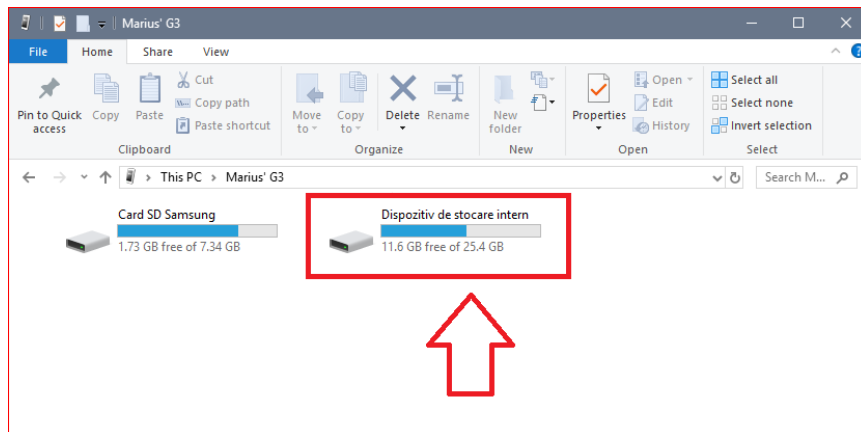 Marius' G3
File Home Share View
Pin to Quick access
Copy
Paste
Cut
Copy path
Paste shortcut
Clipboard
Move to
Copy to
Delete
Rename
Organize
New folder
New
Properties
Open
Edit
History
Open
Select all
Select none
Invert selection
Select
This PC > Marius' G3
Search M...
Card SD Samsung
1.73 GB free of 7.34 GB
Dispozitiv de stocare intern
11.6 GB free of 25.4 GB